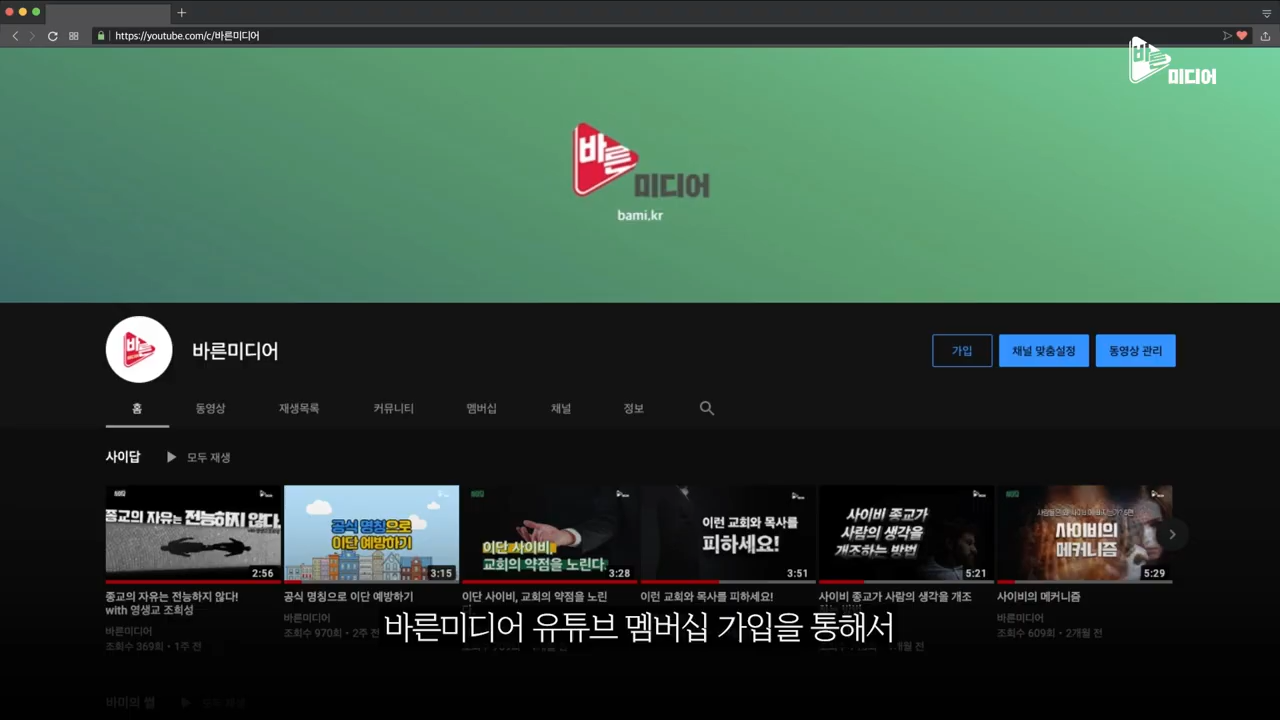 https://youtube.com/c/바른미디어
바른
미디어
바른
미디어
bami.kr
바른
바른미디어
가입
채널 맞춤설정
동영상 관리
홈
동영상
재생목록
커뮤니티
멤버십
채널
정보
사이답
모두 재생
종교의 자유는 전능하지 않다.
2:56
공식 명칭으로
이단 예방하기
3:15
이단 사이비,
교회의 약점을 노린다.
3:28
이런 교회와 목사를
피하세요!
3:51
사이비 종교가
사람의 생각을
개조하는 방법
5:21
사이비의
메커니즘
5:29
종교의 자유는 전능하지 않다!
with 영생교 조희성
바른미디어
조회수 369회 • 1주 전
공식 명칭으로 이단 예방하기
바른미디어
조회수 970회 • 2주 전
이단 사이비, 교회의 약점을 노린
이런 교회와 목사를 피하세요!
사이비 종교가 사람의 생각을 개조
사이비의 메커니즘
바른미디어
조회수 609회 • 2개월 전
바른미디어 유튜브 멤버십 가입을 통해서
바미의 썰
모두 재생